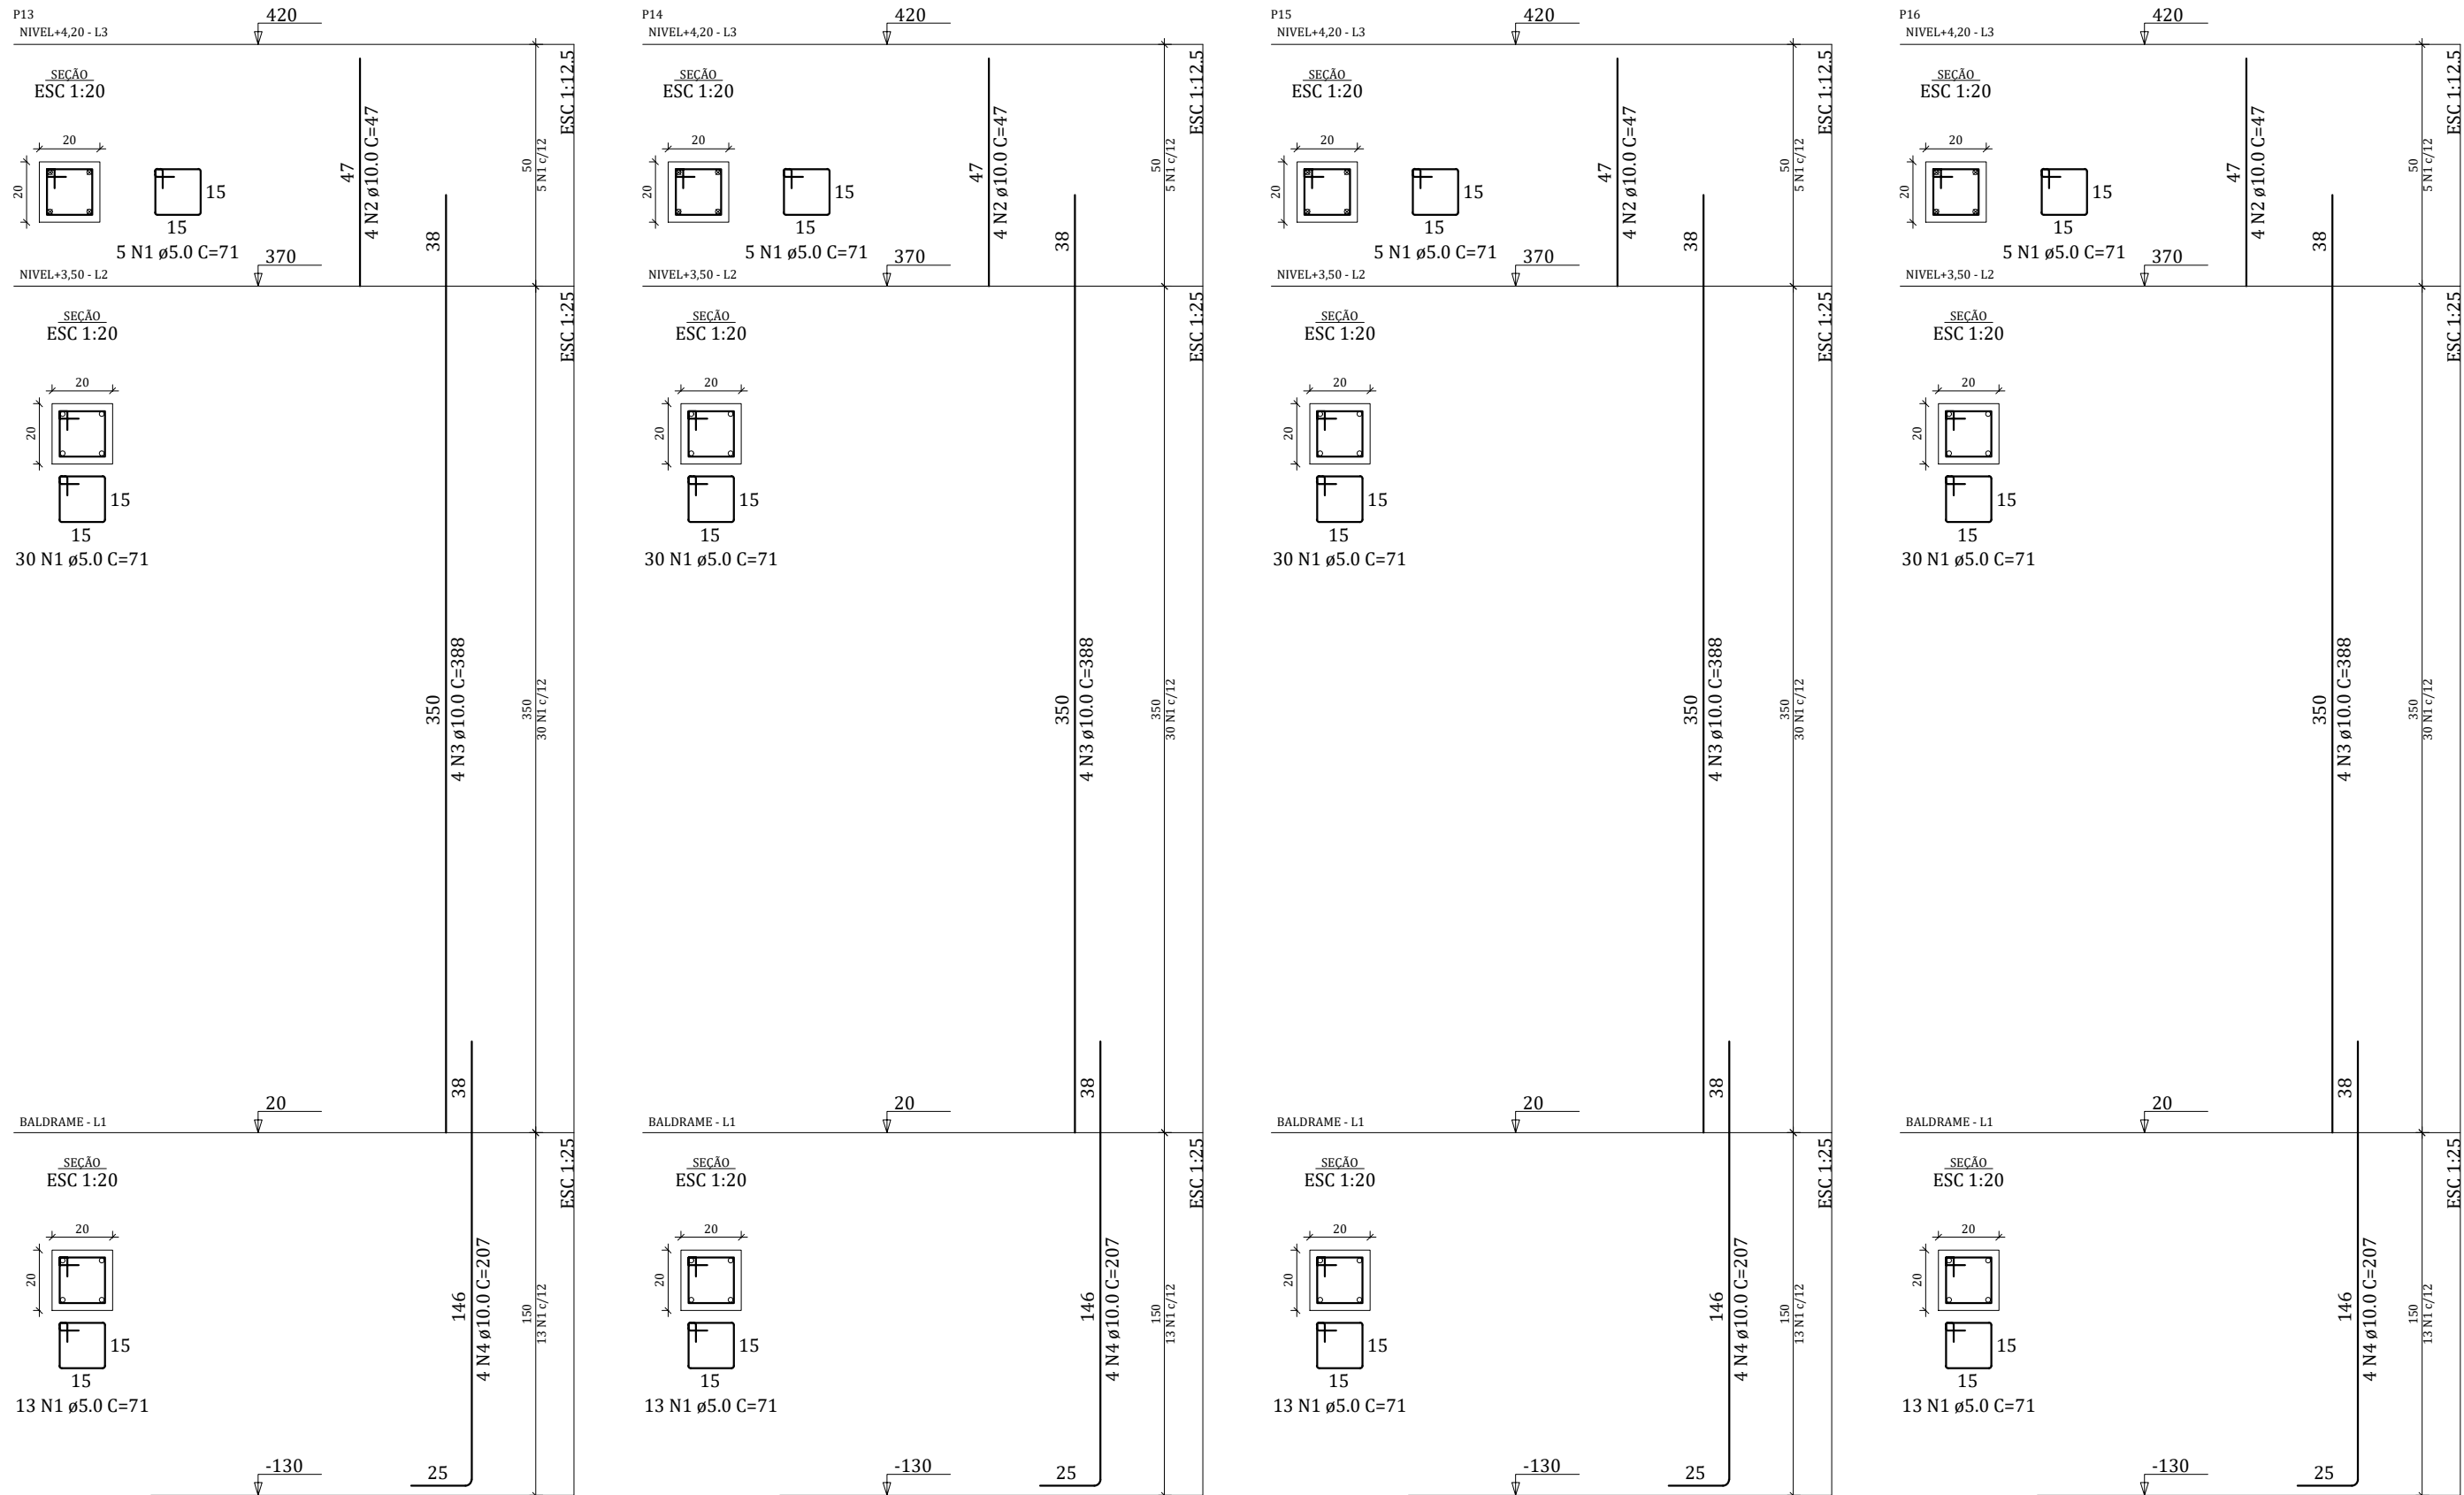 P13
420
NIVEL+4,20 - L3
SEÇÃO
ESC 1:20
20
20
15
15
5 N1 ø5.0 C=71
47
4 N2 ø10.0 C=47
38
50
5 N1 c/12
ESC 1:12.5
370
NIVEL+3,50 - L2
SEÇÃO
ESC 1:20
20
20
15
15
30 N1 ø5.0 C=71
350
4 N3 ø10.0 C=388
350
30 N1 c/12
ESC 1:25
38
20
BALDRAME - L1
SEÇÃO
ESC 1:20
20
20
15
15
13 N1 ø5.0 C=71
146
4 N4 ø10.0 C=207
150
13 N1 c/12
ESC 1:25
25
-130
P14
420
NIVEL+4,20 - L3
SEÇÃO
ESC 1:20
20
20
15
15
5 N1 ø5.0 C=71
47
4 N2 ø10.0 C=47
38
50
5 N1 c/12
ESC 1:12.5
370
NIVEL+3,50 - L2
SEÇÃO
ESC 1:20
20
20
15
15
30 N1 ø5.0 C=71
350
4 N3 ø10.0 C=388
350
30 N1 c/12
ESC 1:25
38
20
BALDRAME - L1
SEÇÃO
ESC 1:20
20
20
15
15
13 N1 ø5.0 C=71
146
4 N4 ø10.0 C=207
150
13 N1 c/12
ESC 1:25
25
-130
P15
420
NIVEL+4,20 - L3
SEÇÃO
ESC 1:20
20
20
15
15
5 N1 ø5.0 C=71
47
4 N2 ø10.0 C=47
38
50
5 N1 c/12
ESC 1:12.5
370
NIVEL+3,50 - L2
SEÇÃO
ESC 1:20
20
20
15
15
30 N1 ø5.0 C=71
350
4 N3 ø10.0 C=388
350
30 N1 c/12
ESC 1:25
38
20
BALDRAME - L1
SEÇÃO
ESC 1:20
20
20
15
15
13 N1 ø5.0 C=71
146
4 N4 ø10.0 C=207
150
13 N1 c/12
ESC 1:25
25
-130
P16
420
NIVEL+4,20 - L3
SEÇÃO
ESC 1:20
20
20
15
15
5 N1 ø5.0 C=71
47
4 N2 ø10.0 C=47
38
50
5 N1 c/12
ESC 1:12.5
370
NIVEL+3,50 - L2
SEÇÃO
ESC 1:20
20
20
15
15
30 N1 ø5.0 C=71
350
4 N3 ø10.0 C=388
350
30 N1 c/12
ESC 1:25
38
20
BALDRAME - L1
SEÇÃO
ESC 1:20
20
20
15
15
13 N1 ø5.0 C=71
146
4 N4 ø10.0 C=207
150
13 N1 c/12
ESC 1:25
25
-130